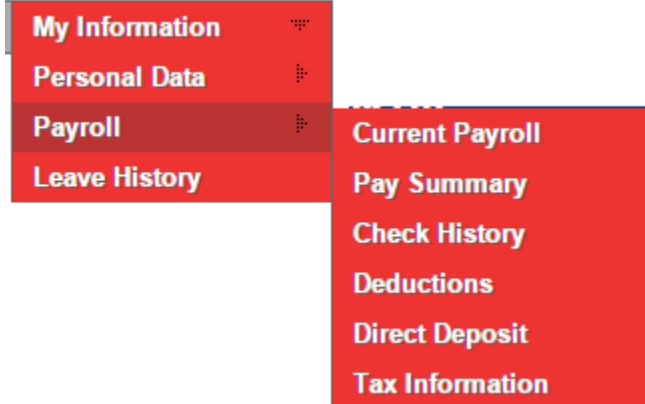 My Information
Personal Data
Payroll
Leave History
Current Payroll
Pay Summary
Check History
Deductions
Direct Deposit
Tax Information